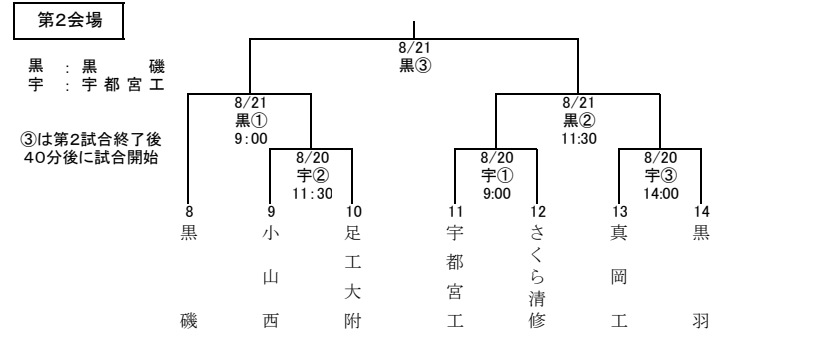 第2会場
黒 : 黒 磯
宇 : 宇都宮工
③は第2試合終了後
40分後に試合開始
8/21
黒③
8/21
黒①
9:00
8/21
黒②
11:30
8/20
宇②
11:30
8/20
宇①
9:00
8/20
宇③
14:00
8
黒磯
9
小山西
10
足工大附
11
宇都宮工
12
さくら清修
13
真岡工
14
黒羽